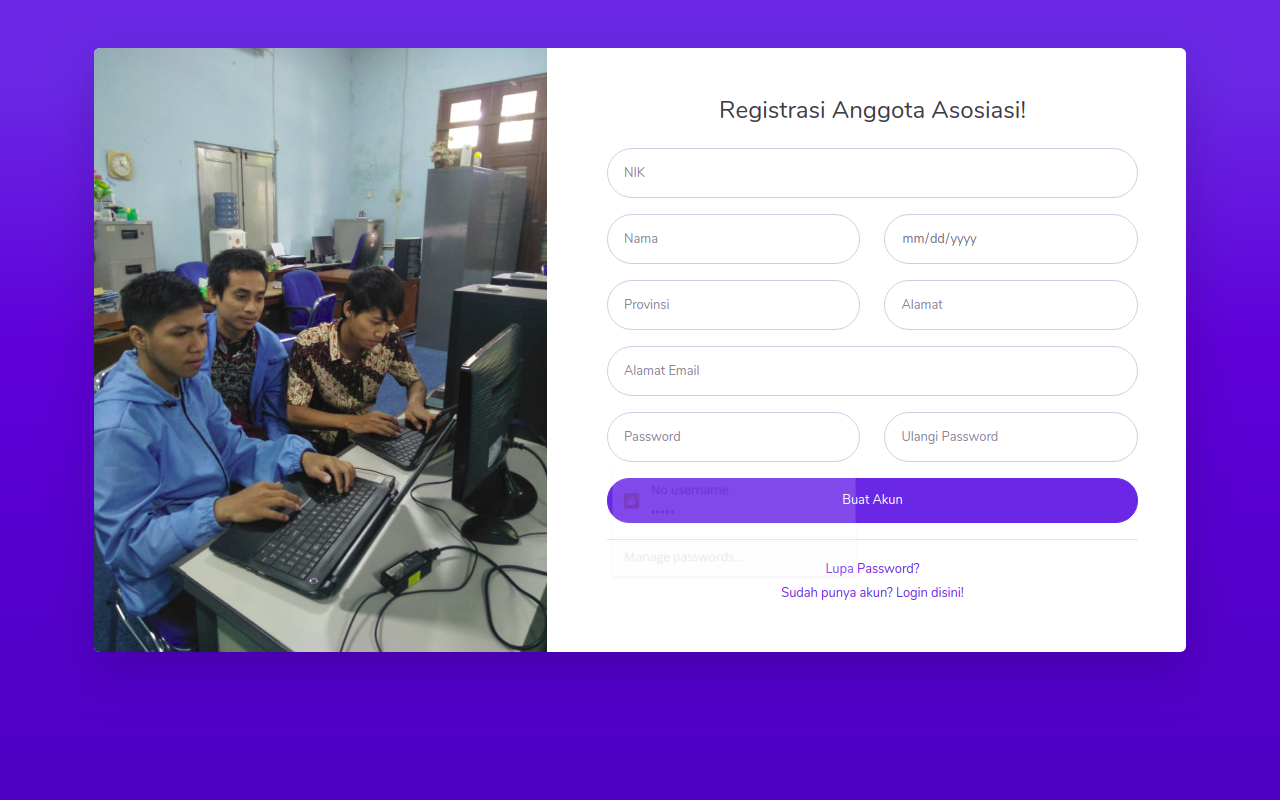 Registrasi Anggota Asosiasi!
NIK
Nama
mm/dd/yyyy
Provinsi
Alamat
Alamat Email
Password
Ulangi Password
No username
•••••
Buat Akun
Manage passwords...
Lupa Password?
Sudah punya akun? Login disini!